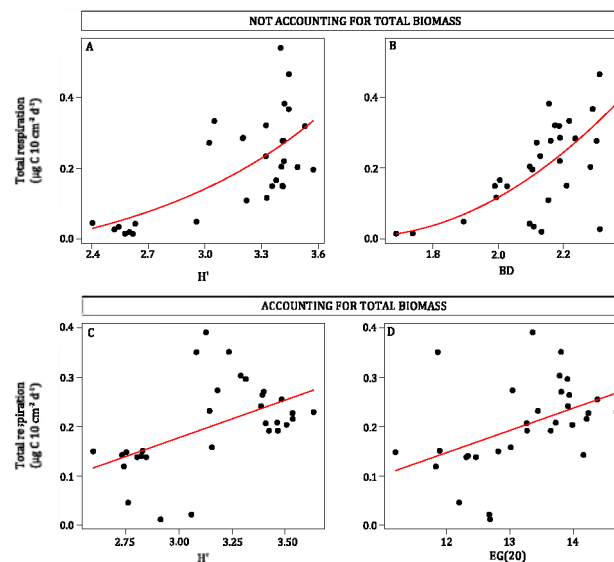 NOT ACCOUNTING FOR TOTAL BIOMASS
A
B
Total respiration
(µg C 10 cm⁻² d⁻¹)
0.4
0.2
0.0
2.4 2.7 3.0 3.3 3.6
H'
0.4
0.2
0.0
1.8 2.0 2.2
BD
ACCOUNTING FOR TOTAL BIOMASS
C
D
Total respiration
(µg C 10 cm⁻² d⁻¹)
0.4
0.3
0.2
0.1
0.0
2.75 3.00 3.25 3.50
H'
0.4
0.3
0.2
0.1
0.0
12 13 14
EG(20)